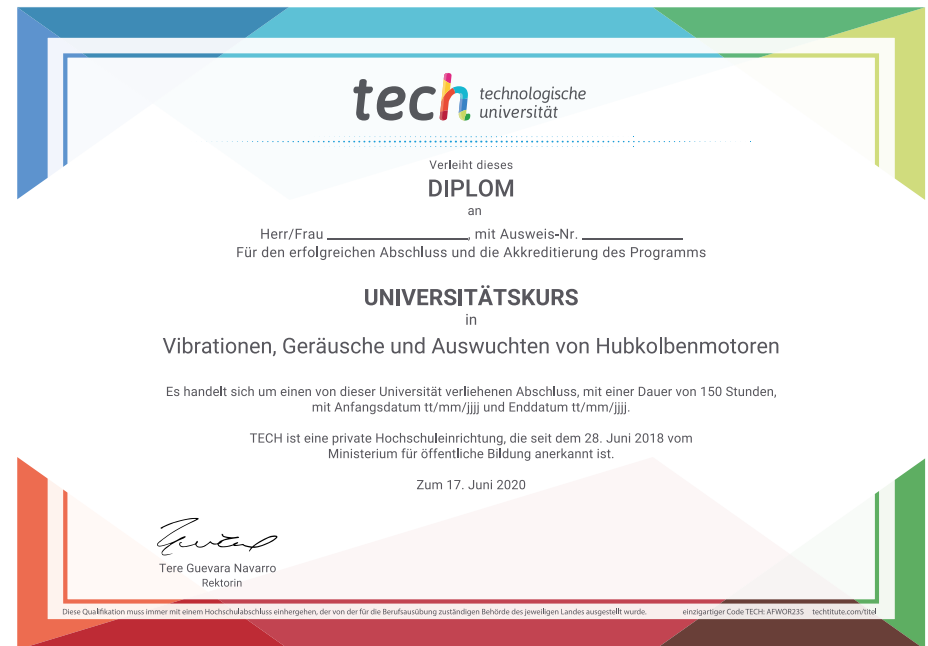 tech technologische
universität
Verleiht dieses
DIPLOM
an
Herr/Frau ____________________, mit Ausweis-Nr. ______________
Für den erfolgreichen Abschluss und die Akkreditierung des Programms
UNIVERSITÄTSKURS
in
Vibrationen, Geräusche und Auswuchten von Hubkolbenmotoren
Es handelt sich um einen von dieser Universität verliehenen Abschluss, mit einer Dauer von 150 Stunden,
mit Anfangsdatum tt/mm/jjjj und Enddatum tt/mm/jjjj.
TECH ist eine private Hochschuleinrichtung, die seit dem 28. Juni 2018 vom
Ministerium für öffentliche Bildung anerkannt ist.
Zum 17. Juni 2020
Tere Guevara Navarro
Rektorin
Diese Qualifikation muss immer mit einem Hochschulabschluss einhergehen, der von der für die Berufsausübung zuständigen Behörde des jeweiligen Landes ausgestellt wurde. einzigartiger Code TECH: AFWOR23S techtitute.com/titel